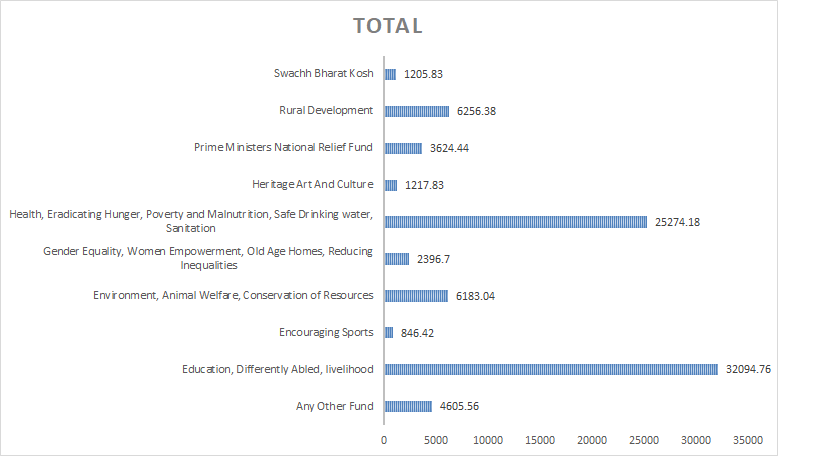 TOTAL
Swachh Bharat Kosh
1205.83
Rural Development
6256.38
Prime Ministers National Relief Fund
3624.44
Heritage Art And Culture
1217.83
Health, Eradicating Hunger, Poverty and Malnutrition, Safe Drinking water,
Sanitation
25274.18
Gender Equality, Women Empowerment, Old Age Homes, Reducing
Inequalities
2396.7
Environment, Animal Welfare, Conservation of Resources
6183.04
Encouraging Sports
846.42
Education, Differently Abled, livelihood
32094.76
Any Other Fund
4605.56
0 5000 10000 15000 20000 25000 30000 35000